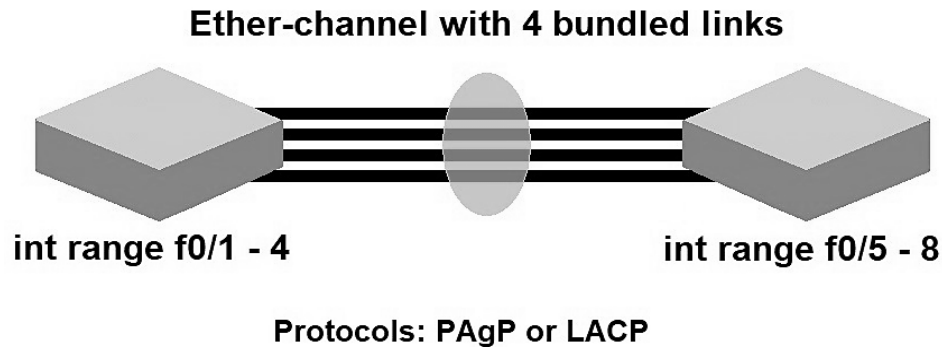 Ether-channel with 4 bundled links
int range f0/1 - 4
int range f0/5 - 8
Protocols: PAgP or LACP